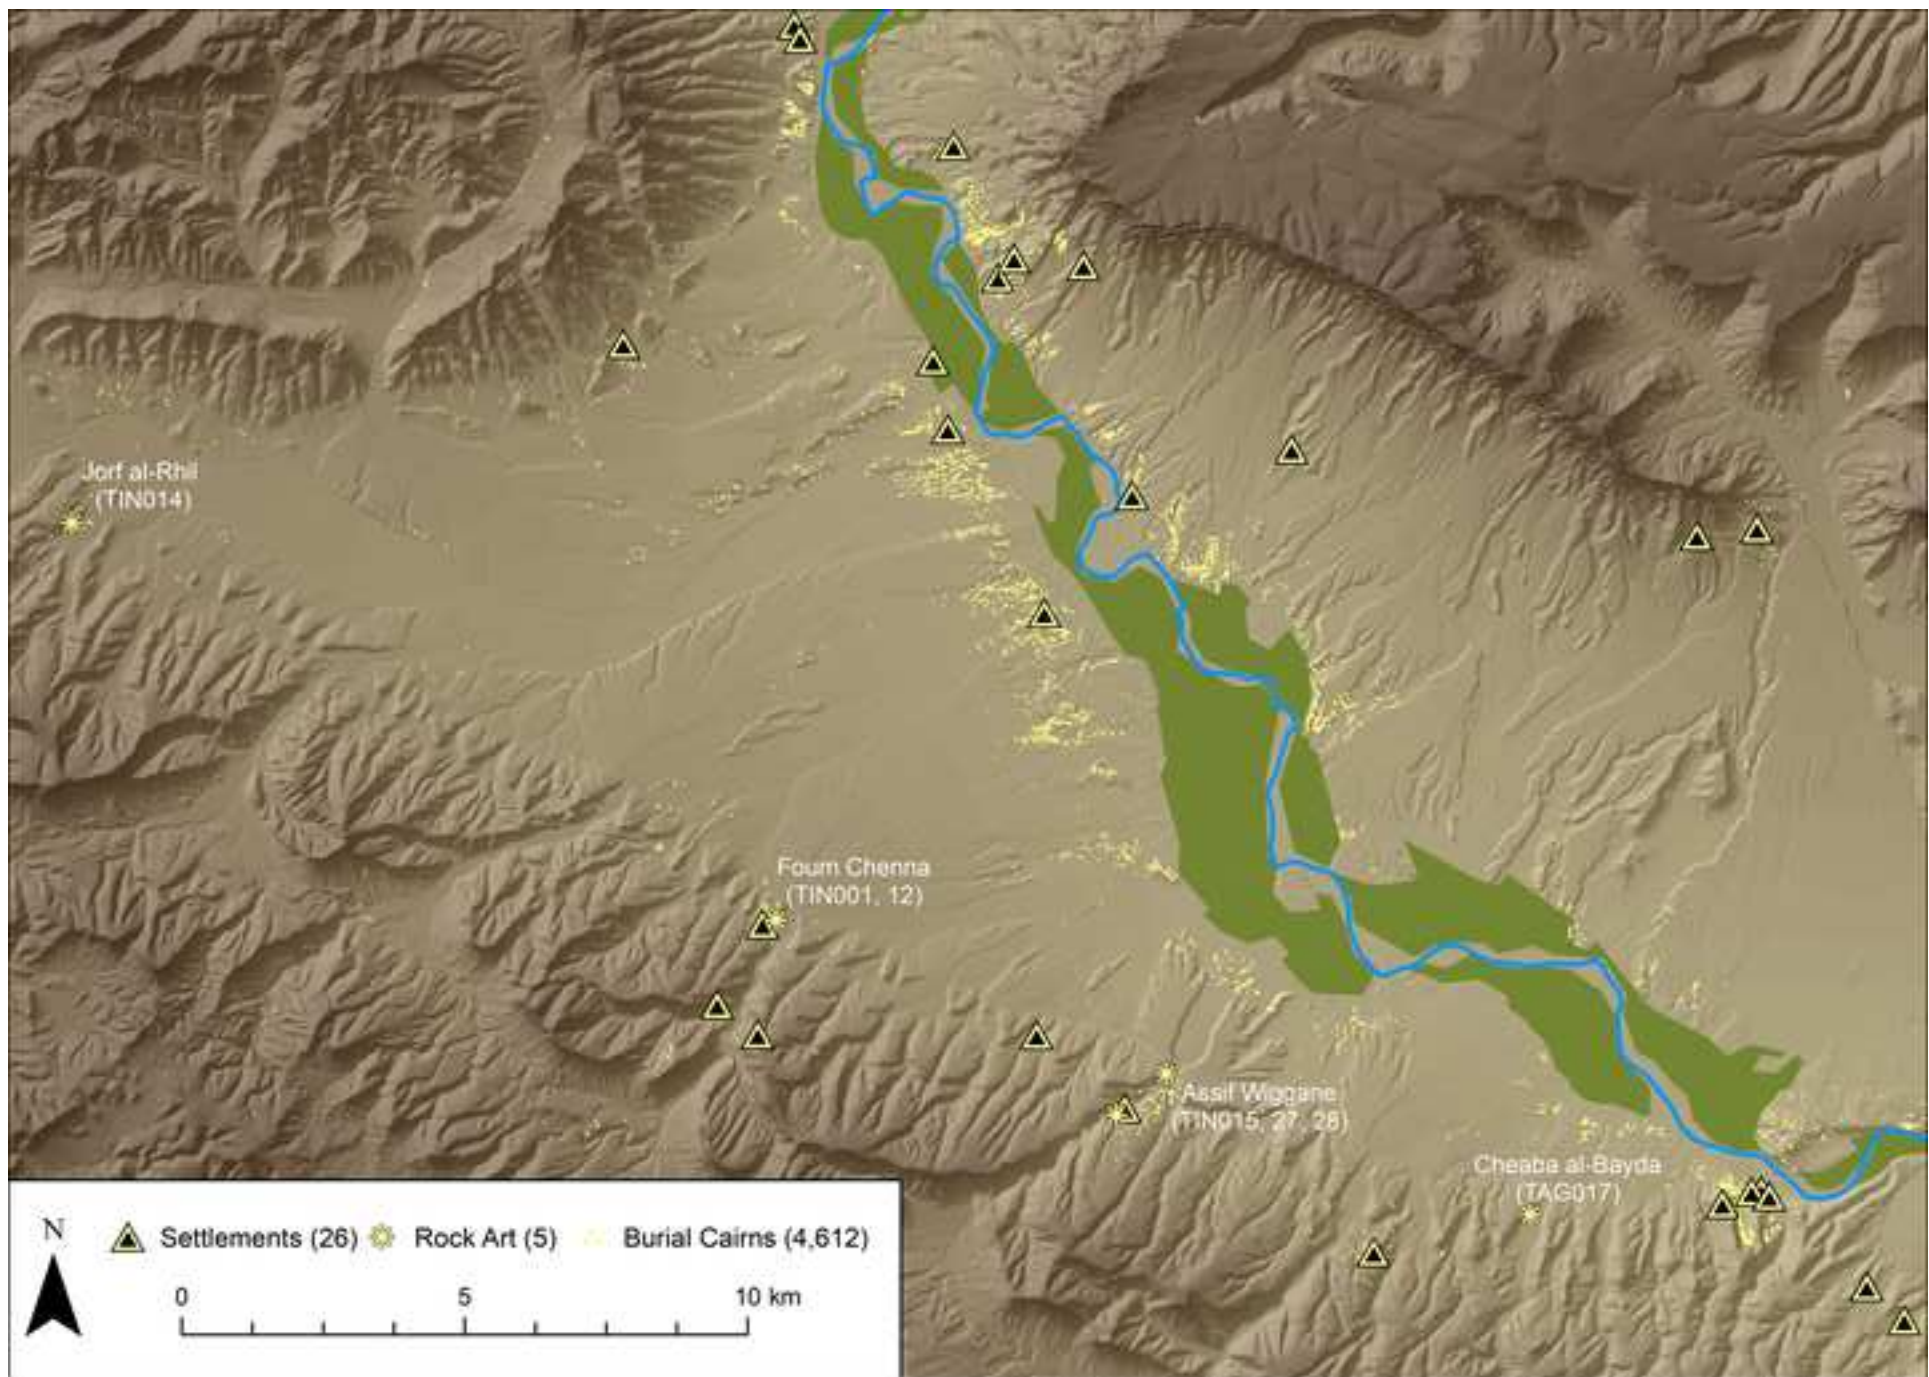 Jorf al-Rhil
(TIN014)
Foum Chenna
(TIN001, 12)
Assif Wiggane
(TIN015, 27, 28)
Cheaba al-Bayda
(TAG017)
N
Settlements (26)
Rock Art (5)
Burial Cairns (4,612)
0 5 10 km